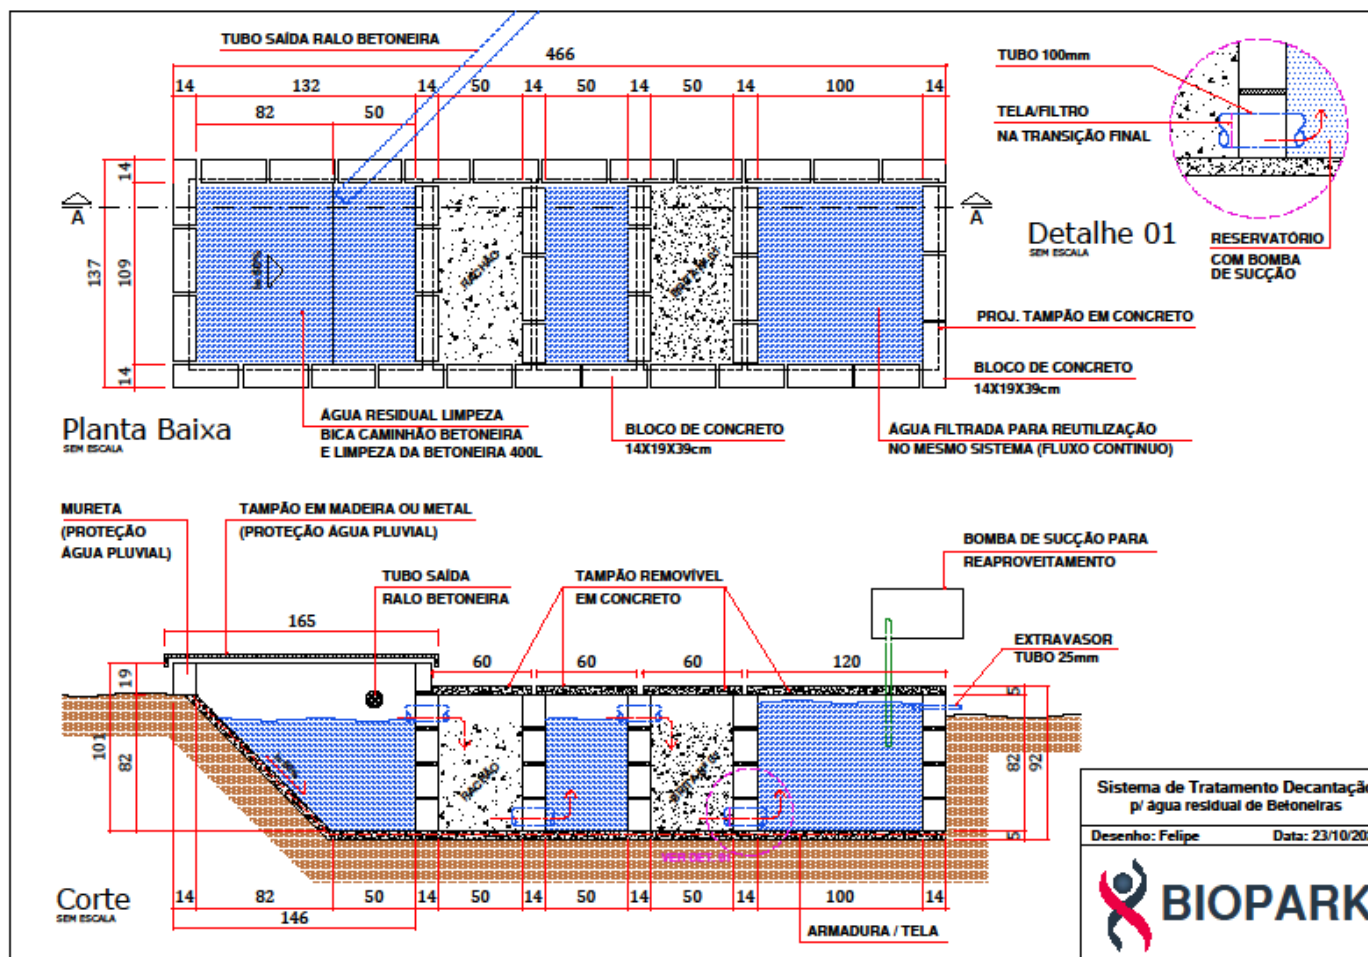 TUBO SAÍDA RALO BETONEIRA
466
14 132 14 50 14 50 14 50 14 100 14
82 50
14
137
109
14
A
A
RACHÃO
Planta Baixa
SEM ESCALA
ÁGUA RESIDUAL LIMPEZA
BICA CAMINHÃO BETONEIRA
E LIMPEZA DA BETONEIRA 400L
BLOCO DE CONCRETO
14X19X39cm
ÁGUA FILTRADA PARA REUTILIZAÇÃO
NO MESMO SISTEMA (FLUXO CONTINUO)
TUBO 100mm
TELA/FILTRO
NA TRANSIÇÃO FINAL
Detalhe 01
SEM ESCALA
RESERVATÓRIO
COM BOMBA
DE SUCÇÃO
PROJ. TAMPÃO EM CONCRETO
BLOCO DE CONCRETO
14X19X39cm
MURETA
(PROTEÇÃO
ÁGUA PLUVIAL)
TAMPÃO EM MADEIRA OU METAL
(PROTEÇÃO ÁGUA PLUVIAL)
TUBO SAÍDA
RALO BETONEIRA
TAMPÃO REMOVÍVEL
EM CONCRETO
BOMBA DE SUCÇÃO PARA
REAPROVEITAMENTO
EXTRAVASOR
TUBO 25mm
165
60 60 60 120
19
101
82
5
82
92
5
RACHÃO
VER DET. 01
14 82 50 14 50 14 50 14 50 14 100 14
146
Corte
SEM ESCALA
ARMADURA / TELA
Sistema de Tratamento Decantação
p/ água residual de Betoneiras
Desenho: Felipe Data: 23/10/20
BIOPARK